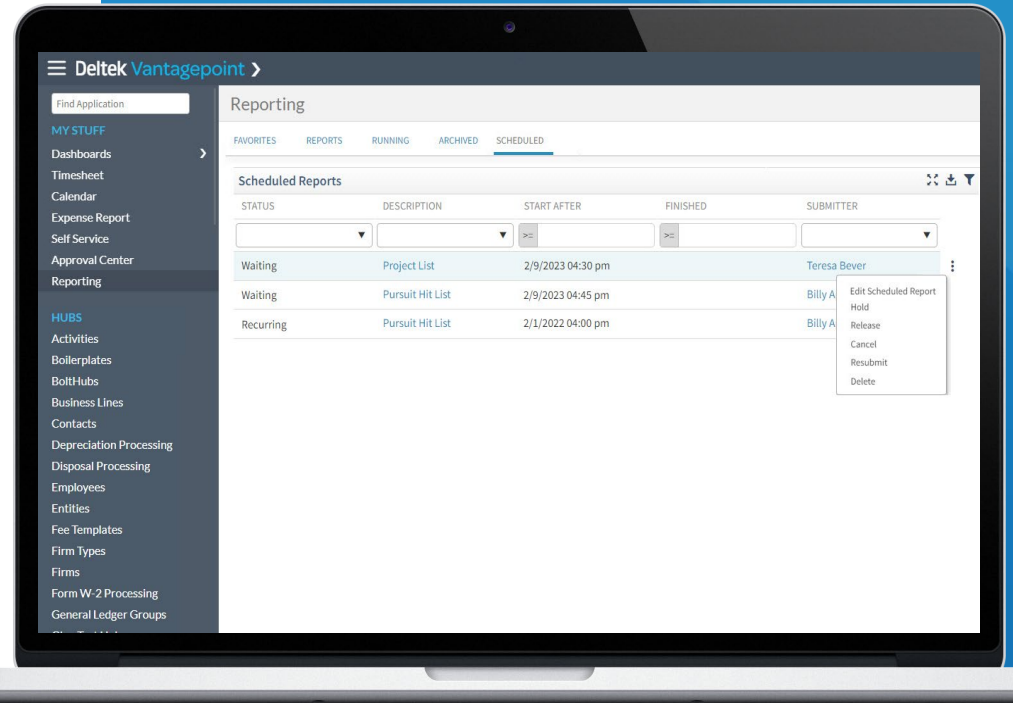 Deltek Vantagepoint
Find Application
MY STUFF
Dashboards
Timesheet
Calendar
Expense Report
Self Service
Approval Center
Reporting
HUBS
Activities
Boilerplates
BoltHubs
Business Lines
Contacts
Depreciation Processing
Disposal Processing
Employees
Entities
Fee Templates
Firm Types
Firms
Form W-2 Processing
General Ledger Groups
Reporting
FAVORITES REPORTS RUNNING ARCHIVED SCHEDULED
Scheduled Reports
STATUS DESCRIPTION START AFTER FINISHED SUBMITTER
>= >=
Waiting Project List 2/9/2023 04:30 pm Teresa Bever
Waiting Pursuit Hit List 2/9/2023 04:45 pm Billy A
Recurring Pursuit Hit List 2/1/2022 04:00 pm Billy A
Edit Scheduled Report
Hold
Release
Cancel
Resubmit
Delete